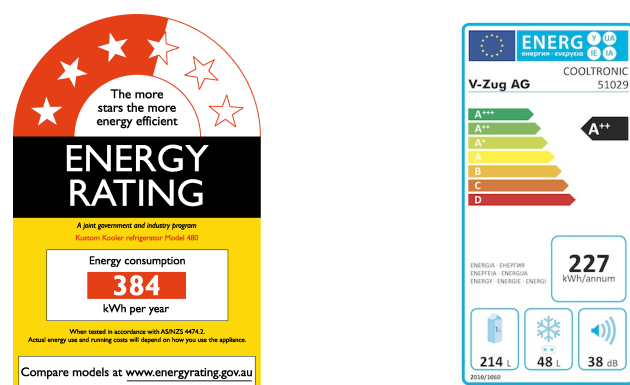 The more
stars the more
energy efficient
ENERGY
RATING
A joint government and industry program
Kustom Kooler refrigerator Model 480
Energy consumption
384
kWh per year
When tested in accordance with AS/NZS 4474.2.
Actual energy use and running costs will depend on how you use the appliance.
Compare models at www.energyrating.gov.au
ENERG
Y UA
енергия · ενεργεια
IE IA
COOLTRONIC
V-Zug AG 51029
A+++
A++
A+
A
B
C
D
A++
ENERGIA · ЕНЕРГИЯ
ΕΝΕΡΓΕΙΑ · ENERGIJA
ENERGY · ENERGIE · ENERGI
227
kWh/annum
214 L
48 L
38 dB
2010/1060